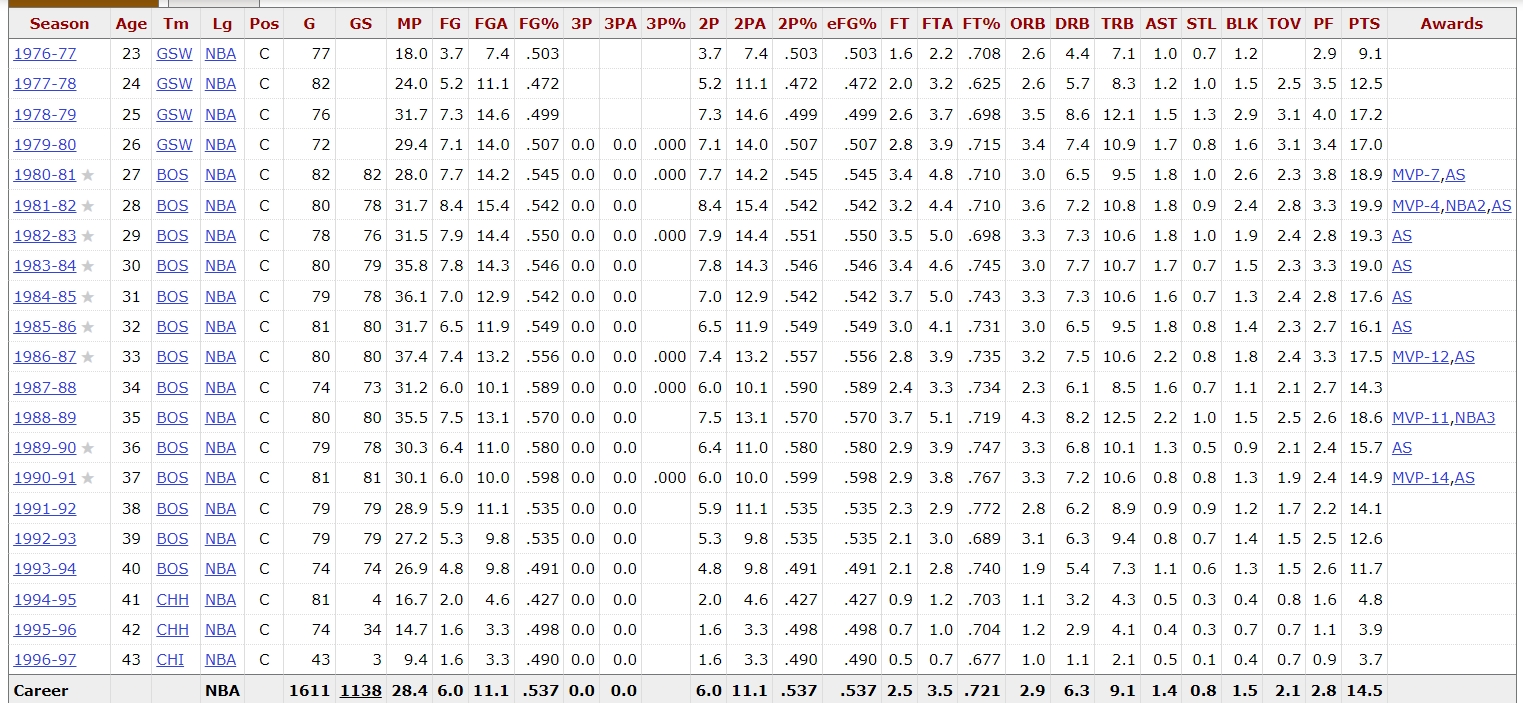 Season Age Tm Lg Pos G GS MP FG FGA FG% 3P 3PA 3P% 2P 2PA 2P% eFG% FT FTA FT% ORB DRB TRB AST STL BLK TOV PF PTS Awards
1976-77 23 GSW NBA C 77 18.0 3.7 7.4 .503 3.7 7.4 .503 .503 1.6 2.2 .708 2.6 4.4 7.1 1.0 0.7 1.2 2.9 9.1
1977-78 24 GSW NBA C 82 24.0 5.2 11.1 .472 5.2 11.1 .472 .472 2.0 3.2 .625 2.6 5.7 8.3 1.2 1.0 1.5 2.5 3.5 12.5
1978-79 25 GSW NBA C 76 31.7 7.3 14.6 .499 7.3 14.6 .499 .499 2.6 3.7 .698 3.5 8.6 12.1 1.5 1.3 2.9 3.1 4.0 17.2
1979-80 26 GSW NBA C 72 29.4 7.1 14.0 .507 0.0 0.0 .000 7.1 14.0 .507 .507 2.8 3.9 .715 3.4 7.4 10.9 1.7 0.8 1.6 3.1 3.4 17.0
1980-81 ★ 27 BOS NBA C 82 82 28.0 7.7 14.2 .545 0.0 0.0 .000 7.7 14.2 .545 .545 3.4 4.8 .710 3.0 6.5 9.5 1.8 1.0 2.6 2.3 3.8 18.9 MVP-7,AS
1981-82 ★ 28 BOS NBA C 80 78 31.7 8.4 15.4 .542 0.0 0.0 8.4 15.4 .542 .542 3.2 4.4 .710 3.6 7.2 10.8 1.8 0.9 2.4 2.8 3.3 19.9 MVP-4,NBA2,AS
1982-83 ★ 29 BOS NBA C 78 76 31.5 7.9 14.4 .550 0.0 0.0 .000 7.9 14.4 .551 .550 3.5 5.0 .698 3.3 7.3 10.6 1.8 1.0 1.9 2.4 2.8 19.3 AS
1983-84 ★ 30 BOS NBA C 80 79 35.8 7.8 14.3 .546 0.0 0.0 7.8 14.3 .546 .546 3.4 4.6 .745 3.0 7.7 10.7 1.7 0.7 1.5 2.3 3.3 19.0 AS
1984-85 ★ 31 BOS NBA C 79 78 36.1 7.0 12.9 .542 0.0 0.0 7.0 12.9 .542 .542 3.7 5.0 .743 3.3 7.3 10.6 1.6 0.7 1.3 2.4 2.8 17.6 AS
1985-86 ★ 32 BOS NBA C 81 80 31.7 6.5 11.9 .549 0.0 0.0 6.5 11.9 .549 .549 3.0 4.1 .731 3.0 6.5 9.5 1.8 0.8 1.4 2.3 2.7 16.1 AS
1986-87 ★ 33 BOS NBA C 80 80 37.4 7.4 13.2 .556 0.0 0.0 .000 7.4 13.2 .557 .556 2.8 3.9 .735 3.2 7.5 10.6 2.2 0.8 1.8 2.4 3.3 17.5 MVP-12,AS
1987-88 34 BOS NBA C 74 73 31.2 6.0 10.1 .589 0.0 0.0 .000 6.0 10.1 .590 .589 2.4 3.3 .734 2.3 6.1 8.5 1.6 0.7 1.1 2.1 2.7 14.3
1988-89 35 BOS NBA C 80 80 35.5 7.5 13.1 .570 0.0 0.0 7.5 13.1 .570 .570 3.7 5.1 .719 4.3 8.2 12.5 2.2 1.0 1.5 2.5 2.6 18.6 MVP-11,NBA3
1989-90 ★ 36 BOS NBA C 79 78 30.3 6.4 11.0 .580 0.0 0.0 6.4 11.0 .580 .580 2.9 3.9 .747 3.3 6.8 10.1 1.3 0.5 0.9 2.1 2.4 15.7 AS
1990-91 ★ 37 BOS NBA C 81 81 30.1 6.0 10.0 .598 0.0 0.0 .000 6.0 10.0 .599 .598 2.9 3.8 .767 3.3 7.2 10.6 0.8 0.8 1.3 1.9 2.4 14.9 MVP-14,AS
1991-92 38 BOS NBA C 79 79 28.9 5.9 11.1 .535 0.0 0.0 5.9 11.1 .535 .535 2.3 2.9 .772 2.8 6.2 8.9 0.9 0.9 1.2 1.7 2.2 14.1
1992-93 39 BOS NBA C 79 79 27.2 5.3 9.8 .535 0.0 0.0 5.3 9.8 .535 .535 2.1 3.0 .689 3.1 6.3 9.4 0.8 0.7 1.4 1.5 2.5 12.6
1993-94 40 BOS NBA C 74 74 26.9 4.8 9.8 .491 0.0 0.0 4.8 9.8 .491 .491 2.1 2.8 .740 1.9 5.4 7.3 1.1 0.6 1.3 1.5 2.6 11.7
1994-95 41 CHH NBA C 81 4 16.7 2.0 4.6 .427 0.0 0.0 2.0 4.6 .427 .427 0.9 1.2 .703 1.1 3.2 4.3 0.5 0.3 0.4 0.8 1.6 4.8
1995-96 42 CHH NBA C 74 34 14.7 1.6 3.3 .498 0.0 0.0 1.6 3.3 .498 .498 0.7 1.0 .704 1.2 2.9 4.1 0.4 0.3 0.7 0.7 1.1 3.9
1996-97 43 CHI NBA C 43 3 9.4 1.6 3.3 .490 0.0 0.0 1.6 3.3 .490 .490 0.5 0.7 .677 1.0 1.1 2.1 0.5 0.1 0.4 0.7 0.9 3.7
Career NBA 1611 1138 28.4 6.0 11.1 .537 0.0 0.0 6.0 11.1 .537 .537 2.5 3.5 .721 2.9 6.3 9.1 1.4 0.8 1.5 2.1 2.8 14.5